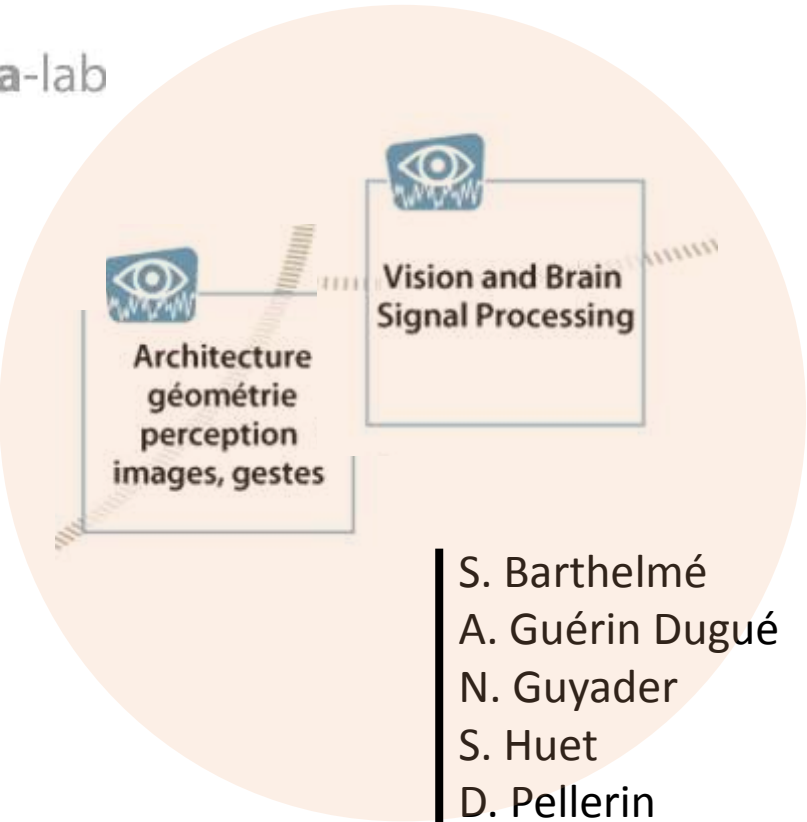 a-lab
Vision and Brain
Signal Processing
Architecture
géométrie
perception
images, gestes
S. Barthelmé
A. Guérin Dugué
N. Guyader
S. Huet
D. Pellerin